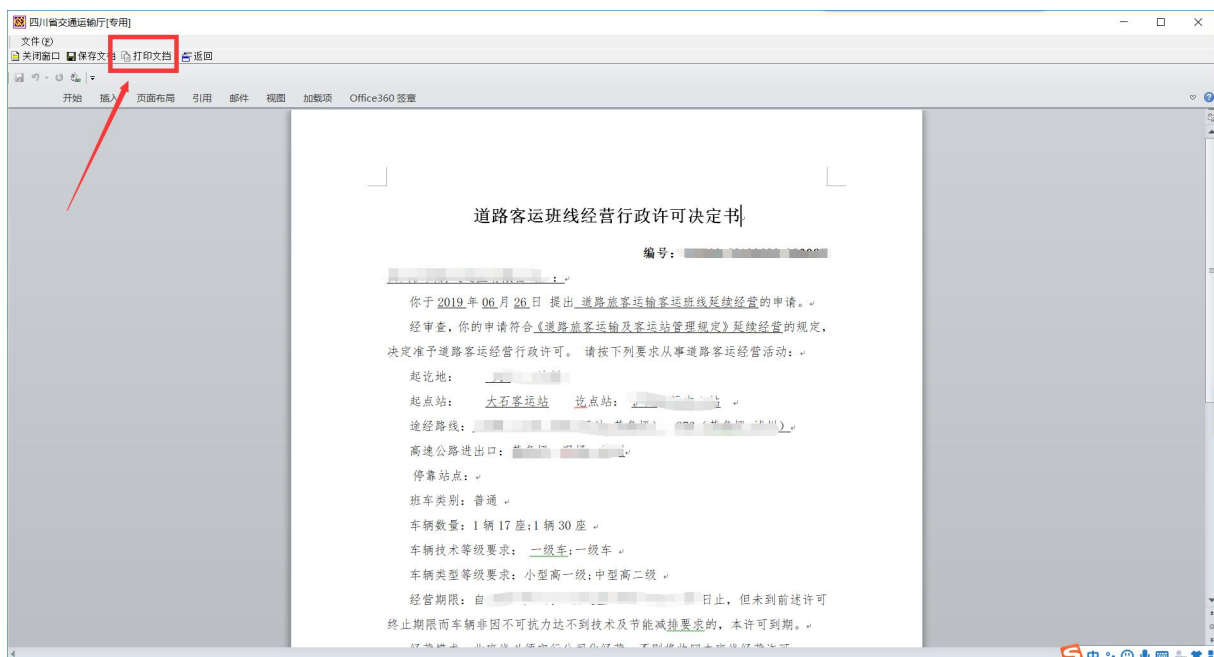 四川省交通运输厅[专用]
文件(F)
关闭窗口 保存文档 打印文档 返回
开始 插入 页面布局 引用 邮件 视图 加载项 Office360 签章
道路客运班线经营行政许可决定书
编号：
：
你于 2019 年 06 月 26 日 提出 道路旅客运输客运班线延续经营的申请。
经审查，你的申请符合《道路旅客运输及客运站管理规定》延续经营的规定，
决定准予道路客运经营行政许可。 请按下列要求从事道路客运经营活动：
起讫地：
起点站： 大石客运站 讫点站：
途经路线：
高速公路进出口：
停靠站点：
班车类别：普通
车辆数量：1 辆 17 座;1 辆 30 座
车辆技术等级要求： 一级车;一级车
车辆类型等级要求：小型高一级;中型高二级
经营期限：自 日止，但未到前述许可
终止期限而车辆非因不可抗力达不到技术及节能减排要求的，本许可到期。
中